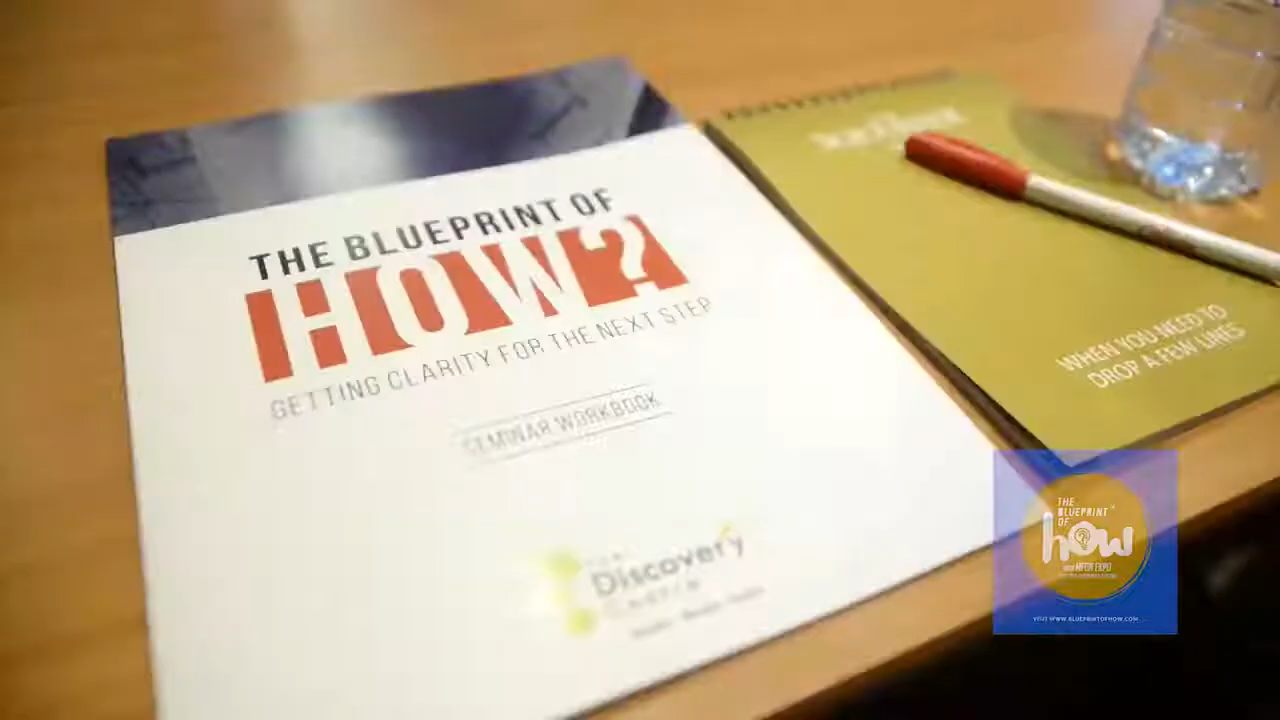 THE BLUEPRINT OF
HOW?
GETTING CLARITY FOR THE NEXT STEP
SEMINAR WORKBOOK
Discovery
WHEN YOU NEED TO
DROP A FEW LINES
THE
BLUEPRINT
OF
how
VISIT WWW.BLUEPRINTOFHOW.COM